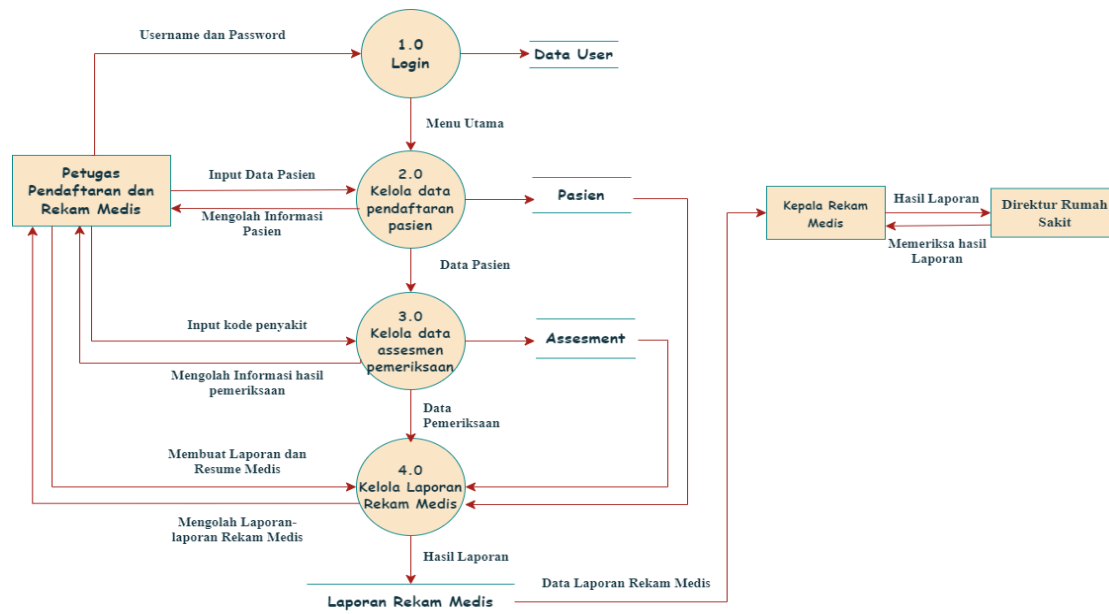 Username dan Password
1.0
Login
Data User
Menu Utama
Petugas
Pendaftaran dan
Rekam Medis
Input Data Pasien
Mengolah Informasi
Pasien
2.0
Kelola data
pendaftaran
pasien
Pasien
Kepala Rekam
Medis
Hasil Laporan
Memeriksa hasil
Laporan
Direktur Rumah
Sakit
Data Pasien
Input kode penyakit
Mengolah Informasi hasil
pemeriksaan
3.0
Kelola data
assesmen
pemeriksaan
Assesment
Data
Pemeriksaan
Membuat Laporan dan
Resume Medis
4.0
Kelola Laporan
Rekam Medis
Mengolah Laporan-
laporan Rekam Medis
Hasil Laporan
Laporan Rekam Medis
Data Laporan Rekam Medis